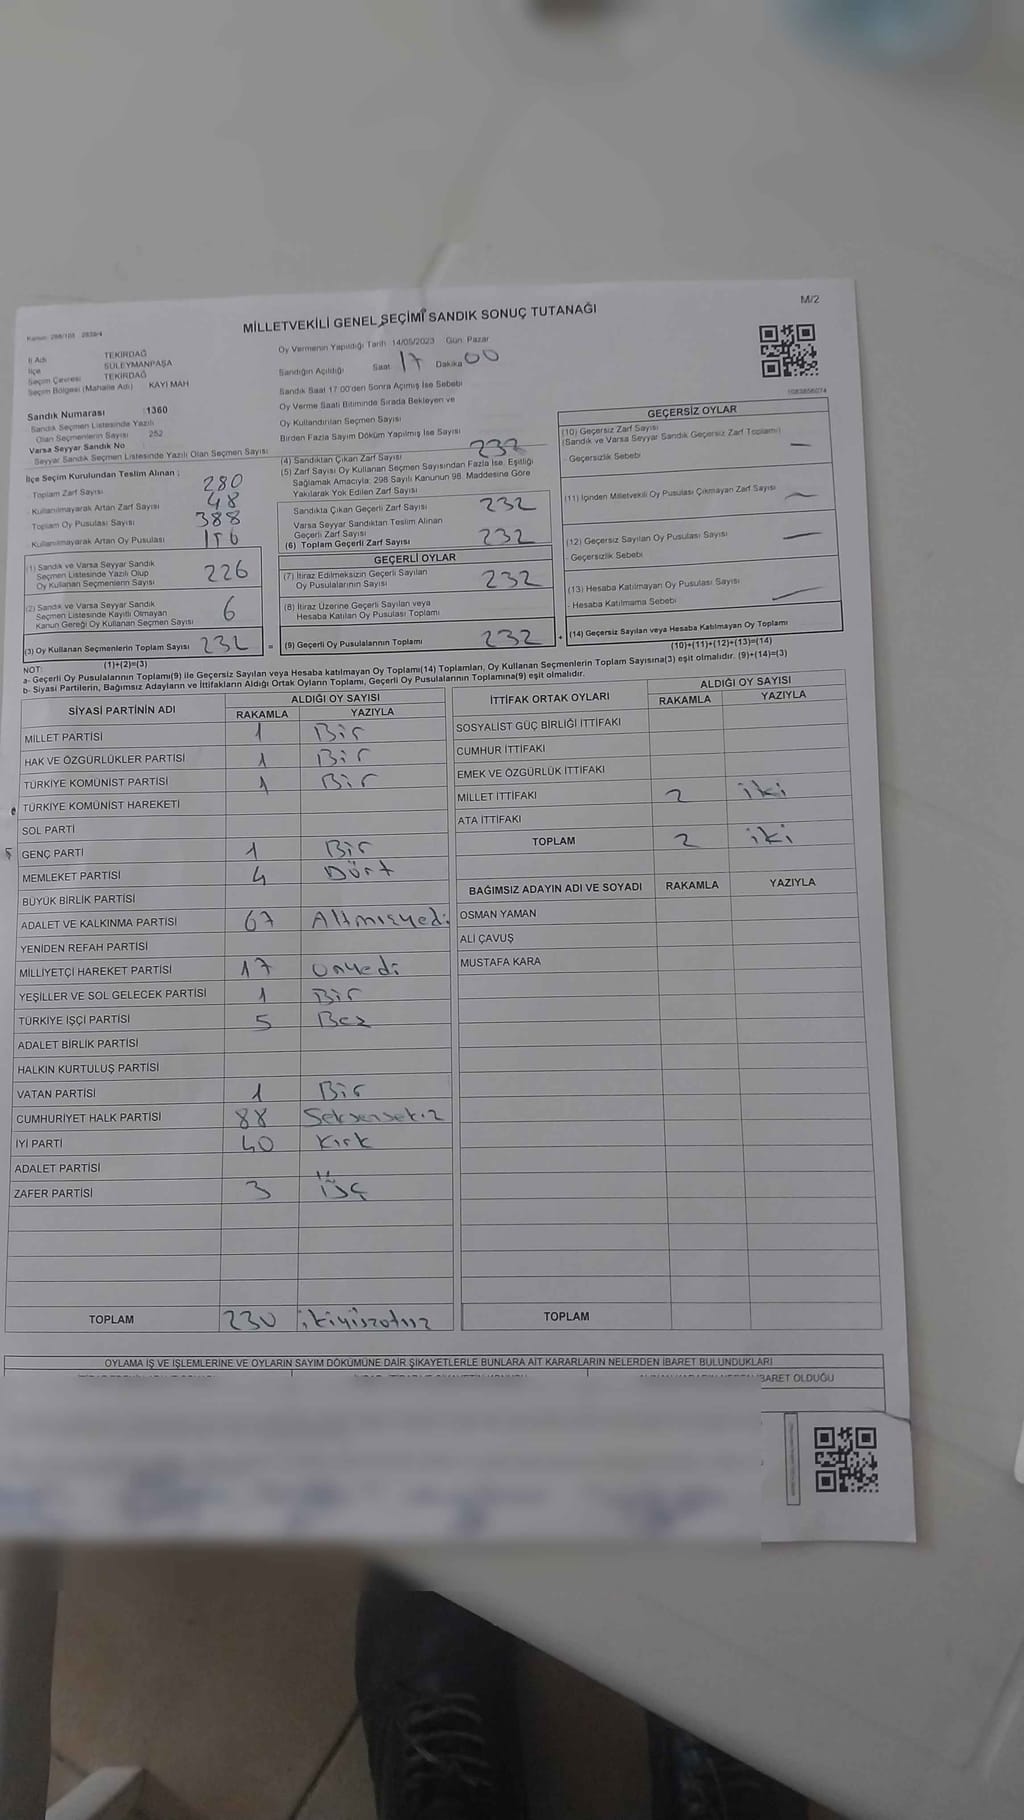 M/2
Kanun: 298/105 2839/4
MİLLETVEKİLİ GENEL SEÇİMİ SANDIK SONUÇ TUTANAĞI
İl Adı TEKİRDAĞ
İlçe SÜLEYMANPAŞA
Seçim Çevresi TEKİRDAĞ
Seçim Bölgesi (Mahalle Adı) KAYI MAH
Sandık Numarası :1360
Sandık Seçmen Listesinde Yazılı
Olan Seçmenlerin Sayısı 252
Varsa Seyyar Sandık No
Seyyar Sandık Seçmen Listesinde Yazılı Olan Seçmen Sayısı
İlçe Seçim Kurulundan Teslim Alınan ;
Toplam Zarf Sayısı 280
Kullanılmayarak Artan Zarf Sayısı 48
Toplam Oy Pusulası Sayısı 388
Kullanılmayarak Artan Oy Pusulası 156
(1) Sandık ve Varsa Seyyar Sandık
Seçmen Listesinde Yazılı Olup
Oy Kullanan Seçmenlerin Sayısı 226
(2) Sandık ve Varsa Seyyar Sandık
Seçmen Listesinde Kayıtlı Olmayan
Kanun Gereği Oy Kullanan Seçmen Sayısı 6
(3) Oy Kullanan Seçmenlerin Toplam Sayısı 232 =
(1)+(2)=(3)
Oy Vermenin Yapıldığı Tarih 14/05/2023 Gün Pazar
Sandığın Açıldığı Saat 17 Dakika 00
Sandık Saat 17:00'den Sonra Açılmış İse Sebebi
Oy Verme Saati Bitiminde Sırada Bekleyen ve
Oy Kullandırılan Seçmen Sayısı
Birden Fazla Sayım Döküm Yapılmış İse Sayısı
(4) Sandıktan Çıkan Zarf Sayısı 232
(5) Zarf Sayısı Oy Kullanan Seçmen Sayısından Fazla İse, Eşitliği
Sağlamak Amacıyla; 298 Sayılı Kanunun 98. Maddesine Göre
Yakılarak Yok Edilen Zarf Sayısı
Sandıkta Çıkan Geçerli Zarf Sayısı 232
Varsa Seyyar Sandıktan Teslim Alınan
Geçerli Zarf Sayısı
(6) Toplam Geçerli Zarf Sayısı 232
GEÇERLİ OYLAR
(7) İtiraz Edilmeksizin Geçerli Sayılan
Oy Pusulalarının Sayısı 232
(8) İtiraz Üzerine Geçerli Sayılan veya
Hesaba Katılan Oy Pusulası Toplamı
(9) Geçerli Oy Pusulalarının Toplamı 232 +
1083856074
GEÇERSİZ OYLAR
(10) Geçersiz Zarf Sayısı
(Sandık ve Varsa Seyyar Sandık Geçersiz Zarf Toplamı) —
- Geçersizlik Sebebi
(11) İçinden Milletvekili Oy Pusulası Çıkmayan Zarf Sayısı —
(12) Geçersiz Sayılan Oy Pusulası Sayısı —
- Geçersizlik Sebebi
(13) Hesaba Katılmayan Oy Pusulası Sayısı —
- Hesaba Katılmama Sebebi
(14) Geçersiz Sayılan veya Hesaba Katılmayan Oy Toplamı
(10)+(11)+(12)+(13)=(14)
NOT:
a- Geçerli Oy Pusulalarının Toplamı(9) ile Geçersiz Sayılan veya Hesaba katılmayan Oy Toplamı(14) Toplamları, Oy Kullanan Seçmenlerin Toplam Sayısına(3) eşit olmalıdır. (9)+(14)=(3)
b- Siyasi Partilerin, Bağımsız Adayların ve İttifakların Aldığı Ortak Oyların Toplamı, Geçerli Oy Pusulalarının Toplamına(9) eşit olmalıdır.
SİYASİ PARTİNİN ADI ALDIĞI OY SAYISI
RAKAMLA YAZIYLA
MİLLET PARTİSİ 1 Bir
HAK VE ÖZGÜRLÜKLER PARTİSİ 1 Bir
TÜRKİYE KOMÜNİST PARTİSİ 1 Bir
TÜRKİYE KOMÜNİST HAREKETİ
SOL PARTİ
GENÇ PARTİ 1 Bir
MEMLEKET PARTİSİ 4 Dört
BÜYÜK BİRLİK PARTİSİ
ADALET VE KALKINMA PARTİSİ 67 Altmışyedi
YENİDEN REFAH PARTİSİ
MİLLİYETÇİ HAREKET PARTİSİ 17 onyedi
YEŞİLLER VE SOL GELECEK PARTİSİ 1 Bir
TÜRKİYE İŞÇİ PARTİSİ 5 Beş
ADALET BİRLİK PARTİSİ
HALKIN KURTULUŞ PARTİSİ
VATAN PARTİSİ 1 Bir
CUMHURİYET HALK PARTİSİ 88 Seksensekiz
İYİ PARTİ 40 Kırk
ADALET PARTİSİ
ZAFER PARTİSİ 3 Üç
TOPLAM 230 ikiyüzotuz
İTTİFAK ORTAK OYLARI ALDIĞI OY SAYISI
RAKAMLA YAZIYLA
SOSYALİST GÜÇ BİRLİĞİ İTTİFAKI
CUMHUR İTTİFAKI
EMEK VE ÖZGÜRLÜK İTTİFAKI
MİLLET İTTİFAKI 2 iki
ATA İTTİFAKI
TOPLAM 2 iki
BAĞIMSIZ ADAYIN ADI VE SOYADI RAKAMLA YAZIYLA
OSMAN YAMAN
ALİ ÇAVUŞ
MUSTAFA KARA
TOPLAM
OYLAMA İŞ VE İŞLEMLERİNE VE OYLARIN SAYIM DÖKÜMÜNE DAİR ŞİKAYETLERLE BUNLARA AİT KARARLARIN NELERDEN İBARET BULUNDUKLARI
İBARET OLDUĞU